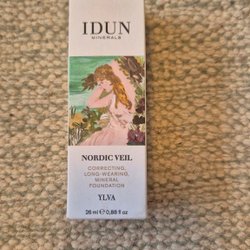 IDUN
MINERALS
NORDIC VEIL
CORRECTING,
LONG-WEARING,
MINERAL
FOUNDATION
YLVA
26 ml ℮ 0,88 fl oz